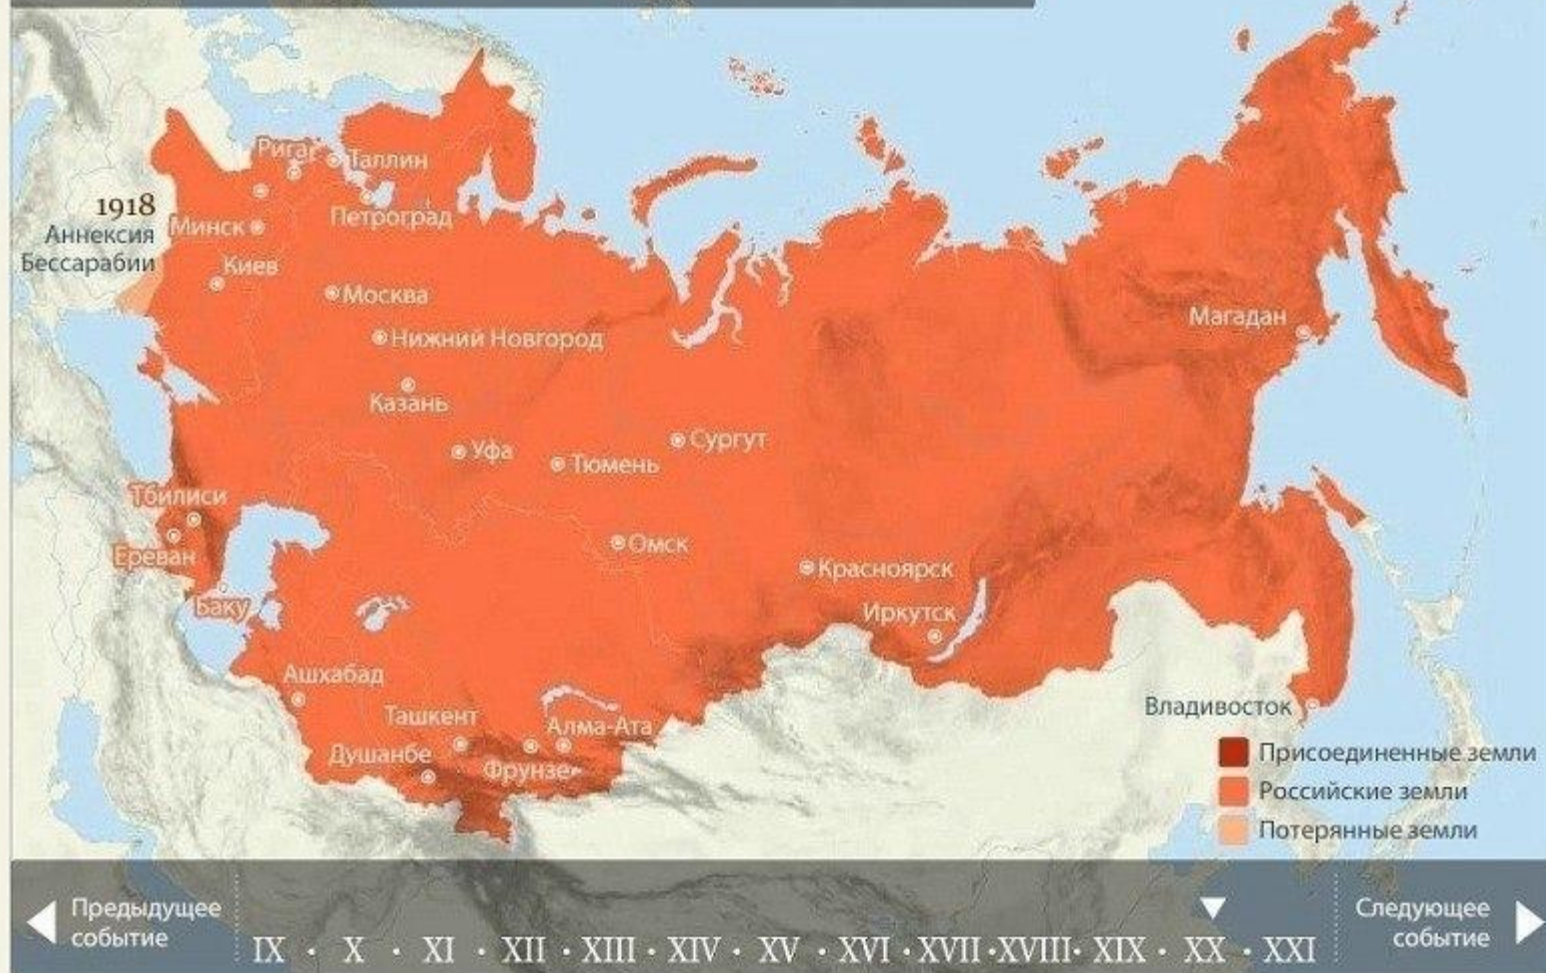 Рига
Таллин
1918
Аннексия
Бессарабии
Минск
Петроград
Киев
Москва
Нижний Новгород
Магадан
Казань
Сургут
Уфа
Тюмень
Тбилиси
Омск
Ереван
Красноярск
Баку
Иркутск
Ашхабад
Ташкент
Алма-Ата
Владивосток
Душанбе
Фрунзе
Присоединенные земли
Российские земли
Потерянные земли
Предыдущее
событие
IX · X · XI · XII · XIII · XIV · XV · XVI · XVII · XVIII · XIX · XX · XXI
Следующее
событие